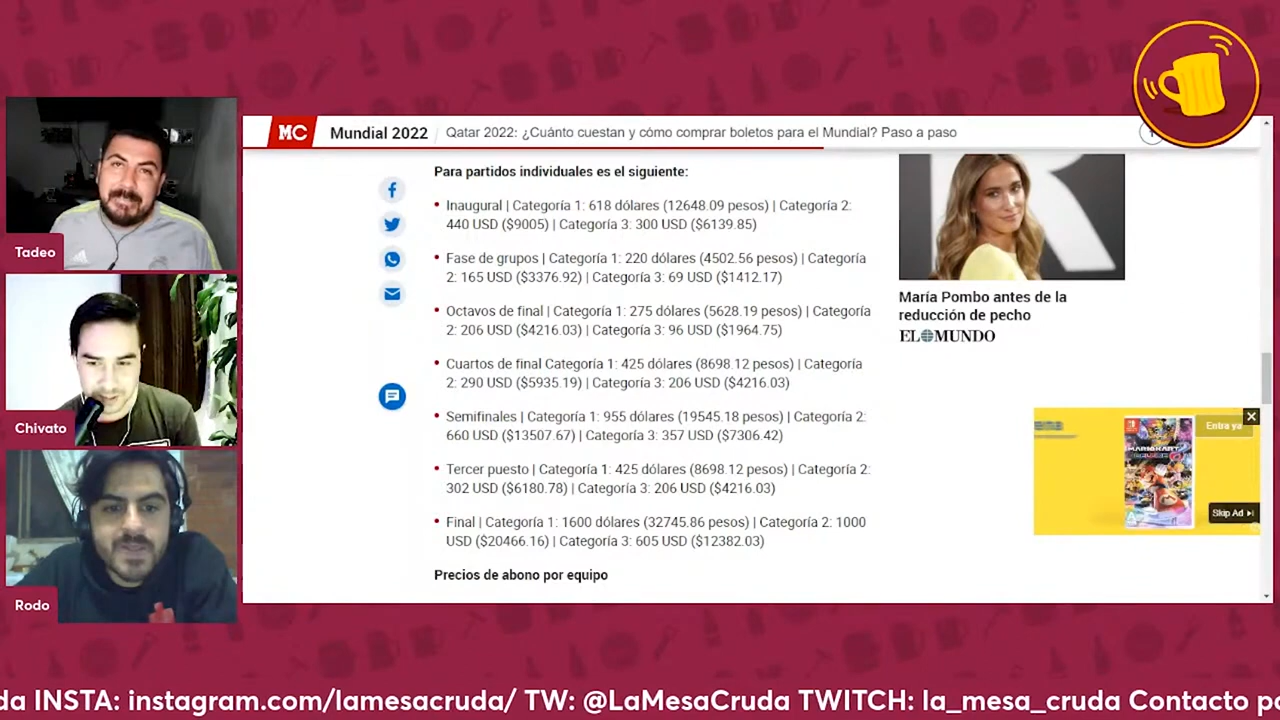 MC Mundial 2022 Qatar 2022: ¿Cuánto cuestan y cómo comprar boletos para el Mundial? Paso a paso
Tadeo
Chivato
Rodo
Para partidos individuales es el siguiente:
• Inaugural | Categoría 1: 618 dólares (12648.09 pesos) | Categoría 2:
440 USD ($9005) | Categoría 3: 300 USD ($6139.85)
• Fase de grupos | Categoría 1: 220 dólares (4502.56 pesos) | Categoría
2: 165 USD ($3376.92) | Categoría 3: 69 USD ($1412.17)
• Octavos de final | Categoría 1: 275 dólares (5628.19 pesos) | Categoría
2: 206 USD ($4216.03) | Categoría 3: 96 USD ($1964.75)
• Cuartos de final Categoría 1: 425 dólares (8698.12 pesos) | Categoría
2: 290 USD ($5935.19) | Categoría 3: 206 USD ($4216.03)
• Semifinales | Categoría 1: 955 dólares (19545.18 pesos) | Categoría 2:
660 USD ($13507.67) | Categoría 3: 357 USD ($7306.42)
• Tercer puesto | Categoría 1: 425 dólares (8698.12 pesos) | Categoría 2:
302 USD ($6180.78) | Categoría 3: 206 USD ($4216.03)
• Final | Categoría 1: 1600 dólares (32745.86 pesos) | Categoría 2: 1000
USD ($20466.16) | Categoría 3: 605 USD ($12382.03)
Precios de abono por equipo
María Pombo antes de la
reducción de pecho
EL MUNDO
Entra ya
MARIOKART
Skip Ad
da INSTA: instagram.com/lamesacruda/ TW: @LaMesaCruda TWITCH: la_mesa_cruda Contacto pa